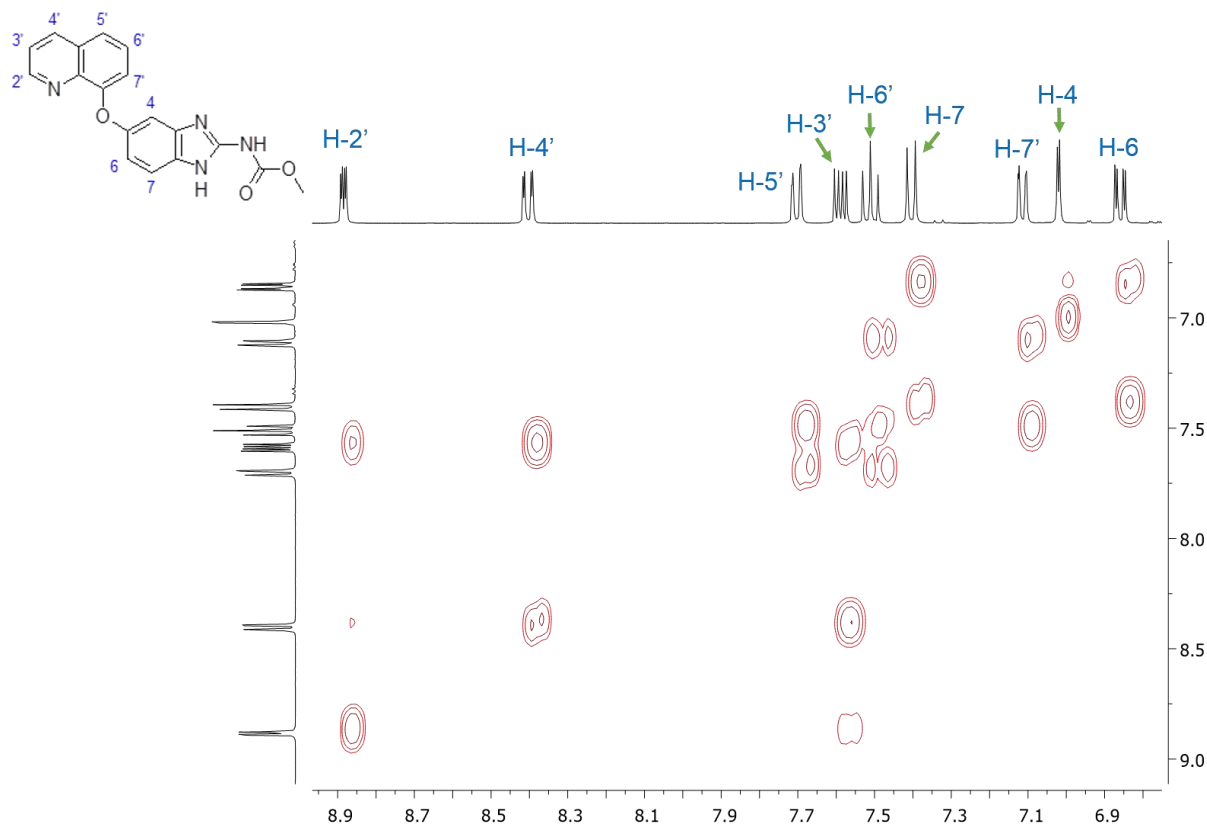 4' 5'
3' 6'
2' 7'
N
O 4
N
NH
O
O
6
7 N
H
H-2'
H-4'
H-5'
H-3'
H-6’
H-7
H-7'
H-4
H-6
7.0
7.5
8.0
8.5
9.0
8.9 8.7 8.5 8.3 8.1 7.9 7.7 7.5 7.3 7.1 6.9